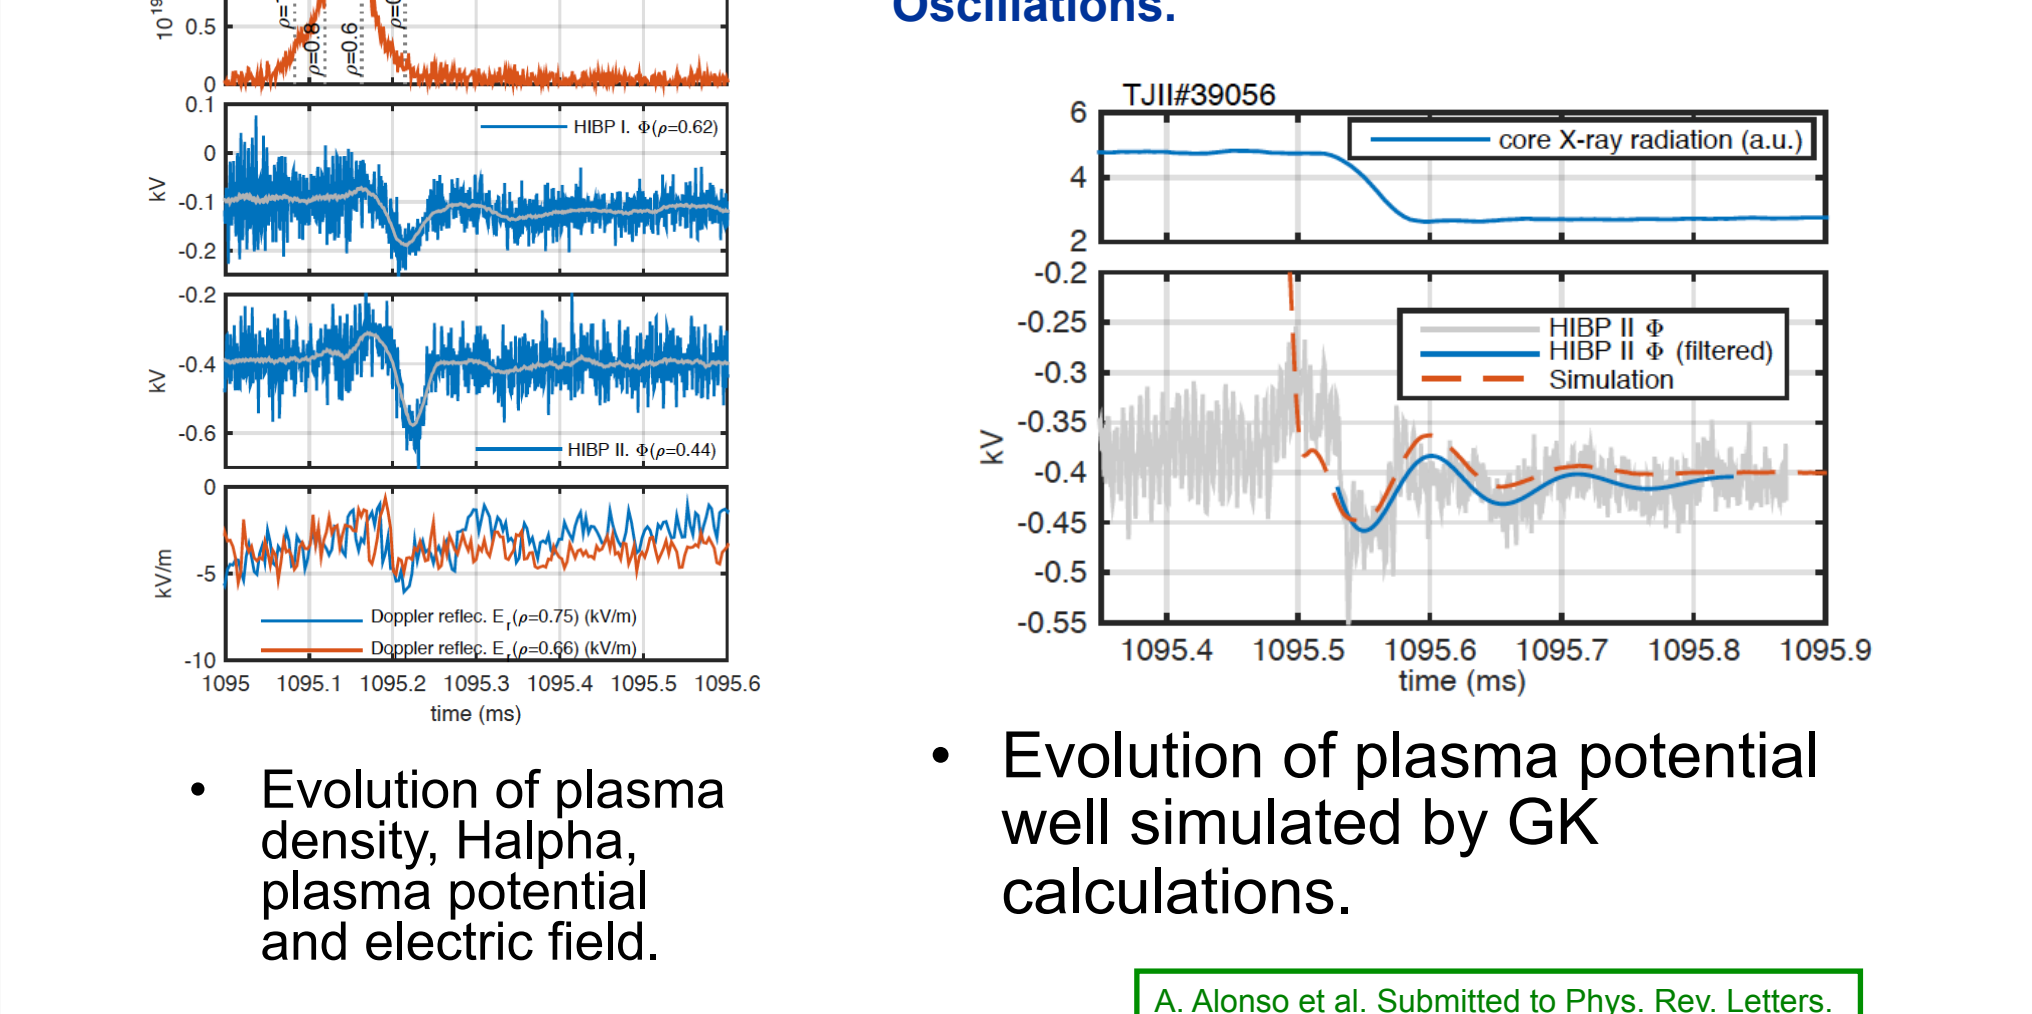 Oscillations.
10¹⁹
0.5
0
ρ=0.8
ρ=0.6
0.1
0
-0.1
-0.2
kV
HIBP I. Φ(ρ=0.62)
-0.2
-0.4
-0.6
kV
HIBP II. Φ(ρ=0.44)
0
-5
-10
kV/m
Doppler reflec. E_r(ρ=0.75) (kV/m)
Doppler reflec. E_r(ρ=0.66) (kV/m)
1095 1095.1 1095.2 1095.3 1095.4 1095.5 1095.6
time (ms)
• Evolution of plasma
density, Halpha,
plasma potential
and electric field.
TJII#39056
6
4
2
core X-ray radiation (a.u.)
-0.2
-0.25
-0.3
-0.35
-0.4
-0.45
-0.5
-0.55
kV
HIBP II Φ
HIBP II Φ (filtered)
Simulation
1095.4 1095.5 1095.6 1095.7 1095.8 1095.9
time (ms)
• Evolution of plasma potential
well simulated by GK
calculations.
A. Alonso et al. Submitted to Phys. Rev. Letters.